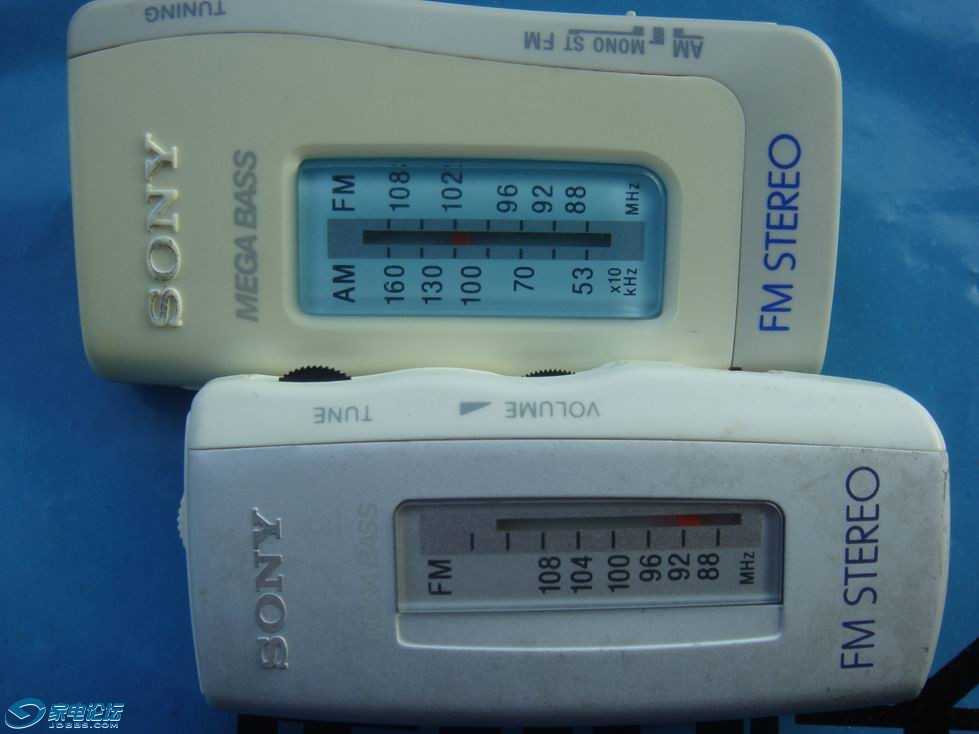 TUNING
AM MONO ST FM
SONY
MEGA BASS
FM 108 102 96 92 88 MHz
AM 160 130 100 70 53 x10 kHz
FM STEREO
TUNE
VOLUME
SONY
MEGA BASS
FM 108 104 100 96 92 88 MHz
FM STEREO
家电论坛
JDBBS.COM